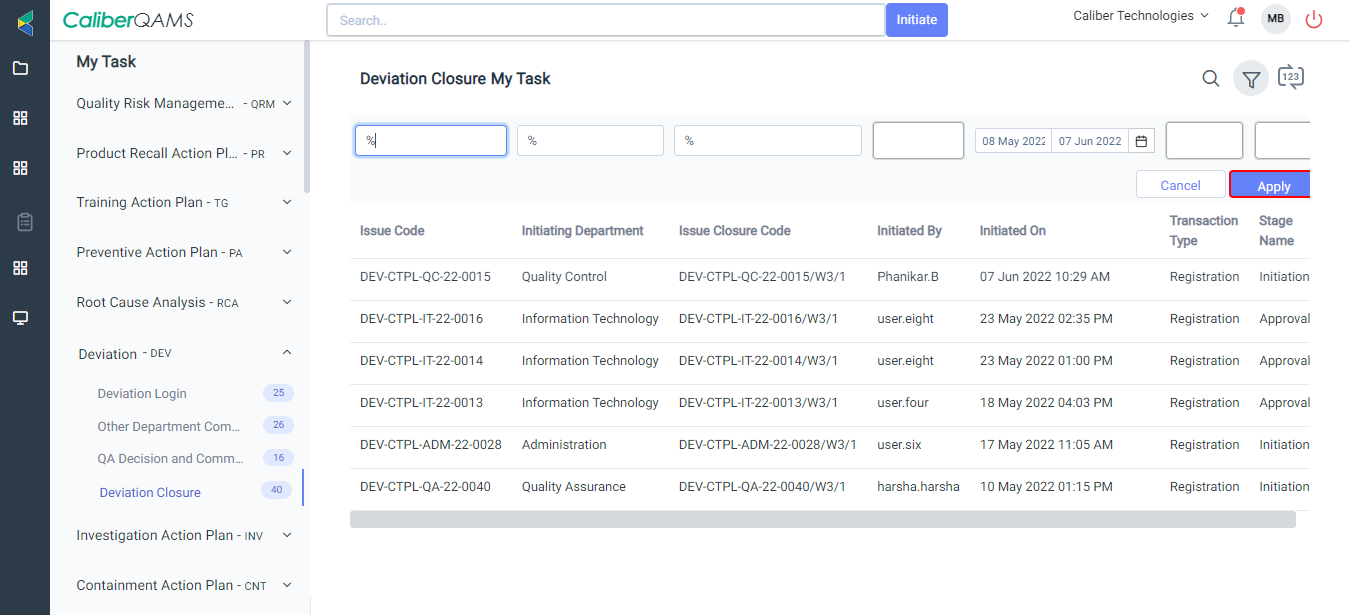 CaliberQAMS
Search..
Initiate
Caliber Technologies
MB
My Task
Quality Risk Manageme... - QRM
Product Recall Action Pl... - PR
Training Action Plan - TG
Preventive Action Plan - PA
Root Cause Analysis - RCA
Deviation - DEV
Deviation Login 25
Other Department Com... 26
QA Decision and Comm... 16
Deviation Closure 40
Investigation Action Plan - INV
Containment Action Plan - CNT
Deviation Closure My Task
123
% % % 08 May 2022 07 Jun 2022
Cancel Apply
Issue Code Initiating Department Issue Closure Code Initiated By Initiated On Transaction Type Stage Name
DEV-CTPL-QC-22-0015 Quality Control DEV-CTPL-QC-22-0015/W3/1 Phanikar.B 07 Jun 2022 10:29 AM Registration Initiation
DEV-CTPL-IT-22-0016 Information Technology DEV-CTPL-IT-22-0016/W3/1 user.eight 23 May 2022 02:35 PM Registration Approval
DEV-CTPL-IT-22-0014 Information Technology DEV-CTPL-IT-22-0014/W3/1 user.eight 23 May 2022 01:00 PM Registration Approval
DEV-CTPL-IT-22-0013 Information Technology DEV-CTPL-IT-22-0013/W3/1 user.four 18 May 2022 04:03 PM Registration Approval
DEV-CTPL-ADM-22-0028 Administration DEV-CTPL-ADM-22-0028/W3/1 user.six 17 May 2022 11:05 AM Registration Initiation
DEV-CTPL-QA-22-0040 Quality Assurance DEV-CTPL-QA-22-0040/W3/1 harsha.harsha 10 May 2022 01:15 PM Registration Initiation